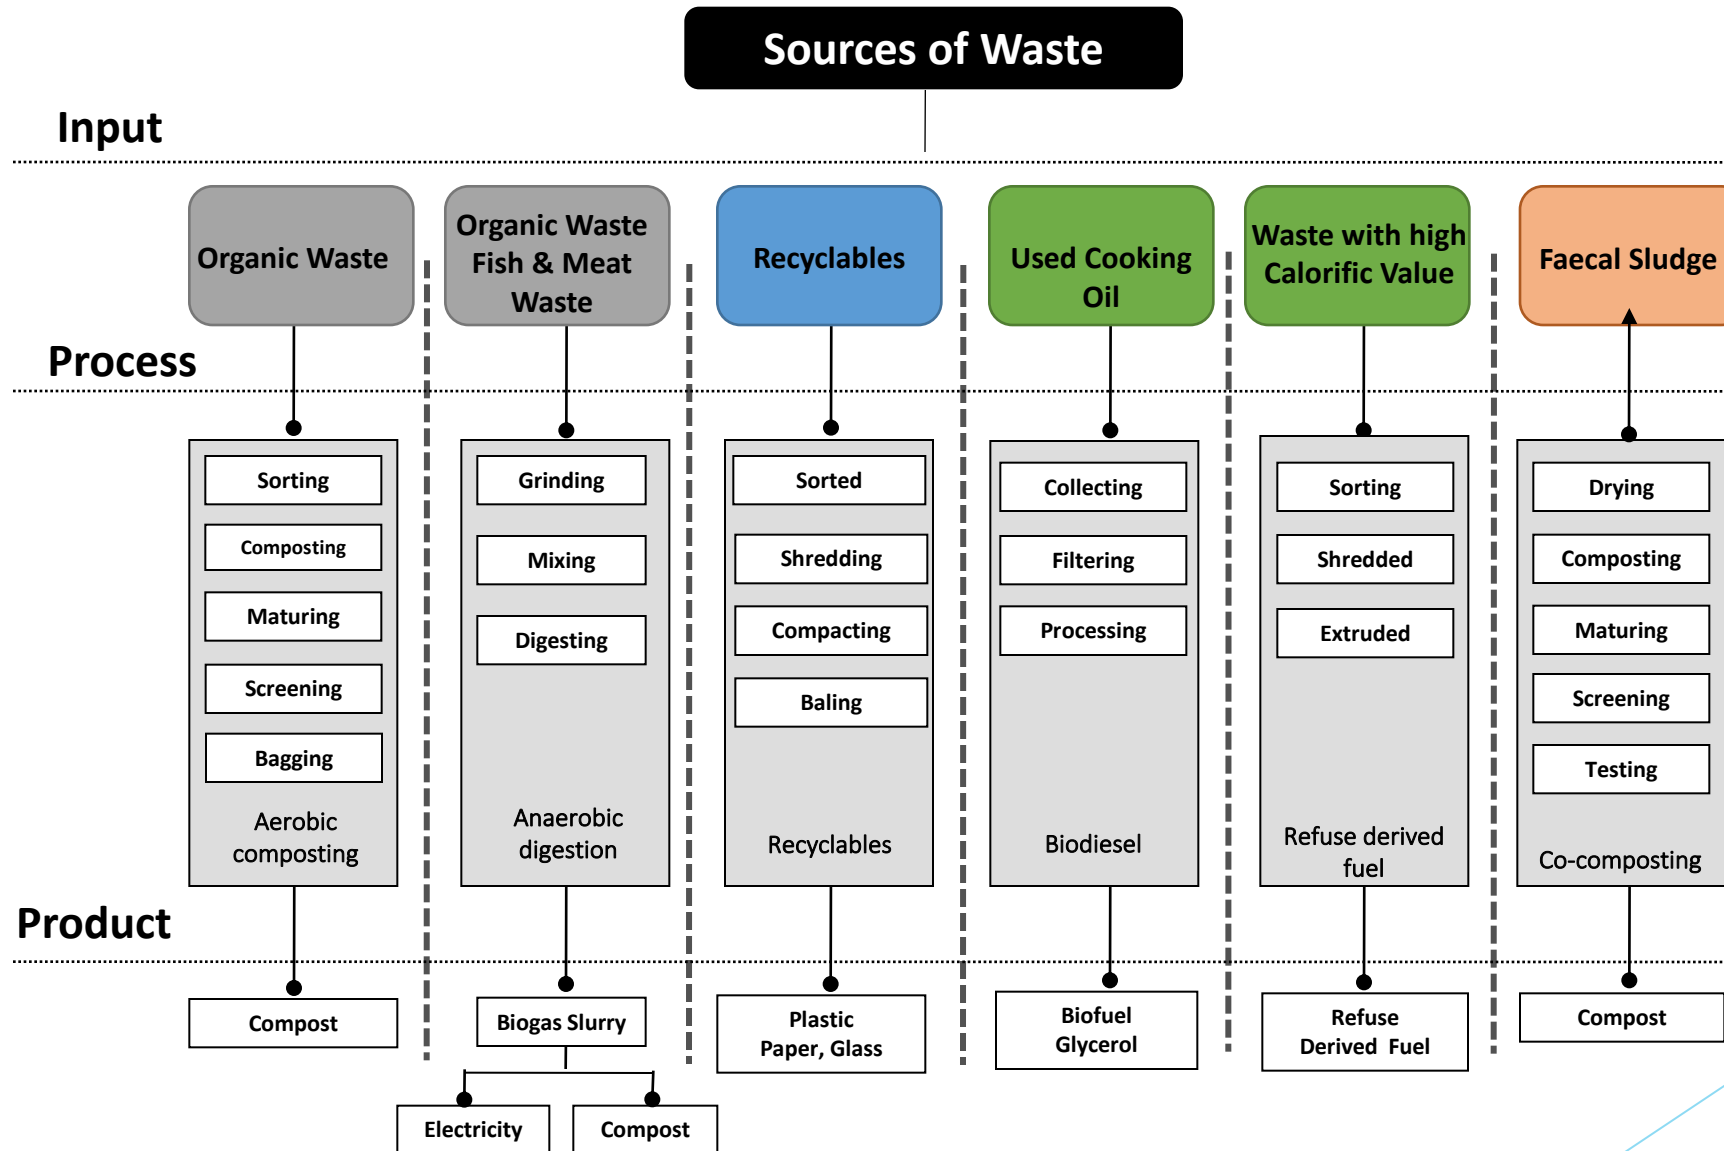 Sources of Waste
Input
Organic Waste
Organic Waste
Fish & Meat
Waste
Recyclables
Used Cooking
Oil
Waste with high
Calorific Value
Faecal Sludge
Process
Sorting
Composting
Maturing
Screening
Bagging
Aerobic
composting
Grinding
Mixing
Digesting
Anaerobic
digestion
Sorted
Shredding
Compacting
Baling
Recyclables
Collecting
Filtering
Processing
Biodiesel
Sorting
Shredded
Extruded
Refuse derived
fuel
Drying
Composting
Maturing
Screening
Testing
Co-composting
Product
Compost
Biogas Slurry
Electricity
Compost
Plastic
Paper, Glass
Biofuel
Glycerol
Refuse
Derived Fuel
Compost